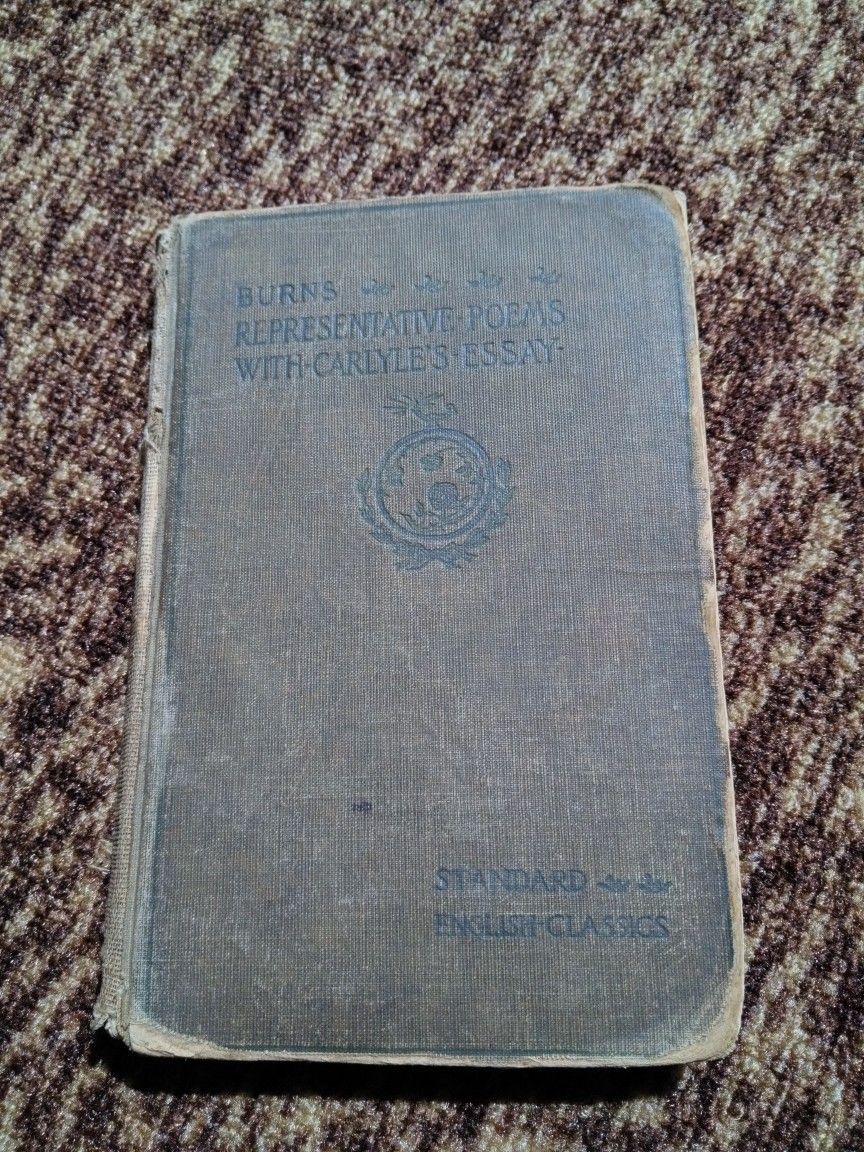 BURNS
REPRESENTATIVE · POEMS
WITH · CARLYLE'S · ESSAY ·
STANDARD
ENGLISH · CLASSICS